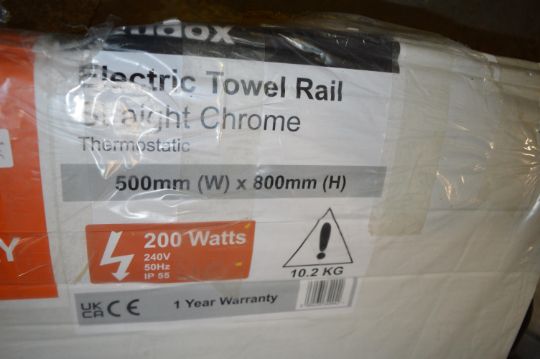 Electric Towel Rail
Straight Chrome
Thermostatic
500mm (W) x 800mm (H)
200 Watts
240V
50Hz
IP 55
10.2 KG
UK
CA CE
1 Year Warranty